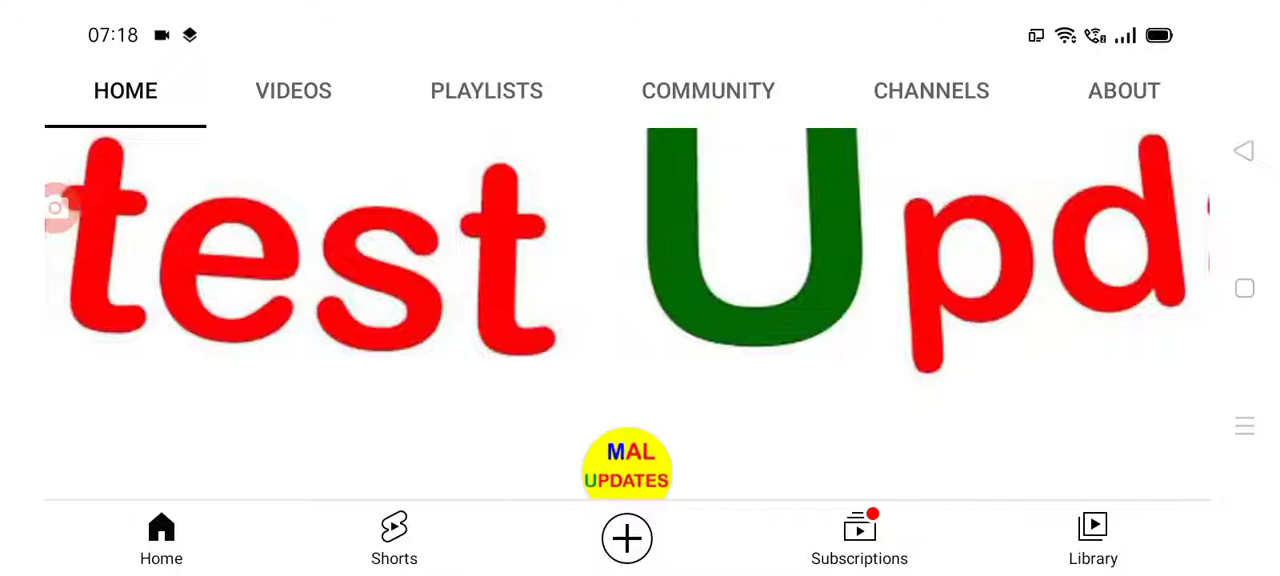 07:18
HOME VIDEOS PLAYLISTS COMMUNITY CHANNELS ABOUT
test Upd
MAL
UPDATES
Home Shorts Subscriptions Library